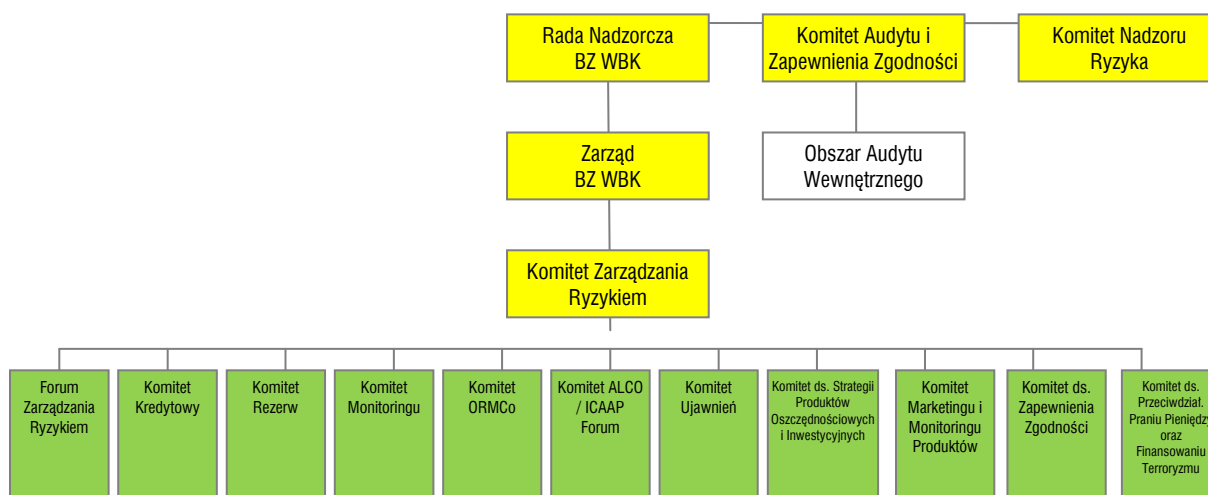 Rada Nadzorcza
BZ WBK
Komitet Audytu i
Zapewnienia Zgodności
Komitet Nadzoru
Ryzyka
Zarząd
BZ WBK
Obszar Audytu
Wewnętrznego
Komitet Zarządzania
Ryzykiem
Forum
Zarządzania
Ryzykiem
Komitet
Kredytowy
Komitet
Rezerw
Komitet
Monitoringu
Komitet
ORMCo
Komitet ALCO
/ ICAAP
Forum
Komitet
Ujawnień
Komitet ds. Strategii
Produktów
Oszczędnościowych
i Inwestycyjnych
Komitet
Marketingu i
Monitoringu
Produktów
Komitet ds.
Zapewnienia
Zgodności
Komitet ds.
Przeciwdział.
Praniu Pieniędzy
oraz
Finansowaniu
Terroryzmu